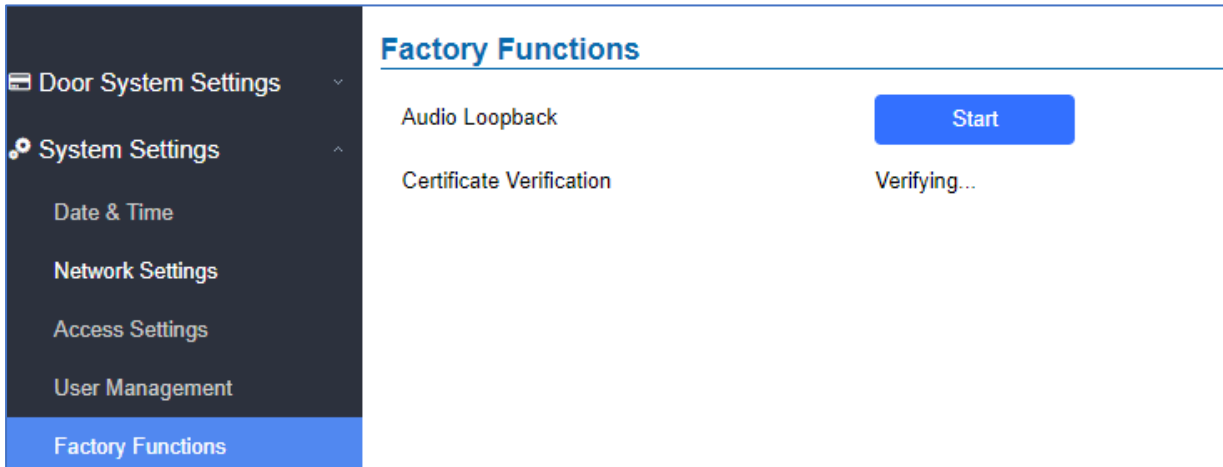 Door System Settings
System Settings
Date & Time
Network Settings
Access Settings
User Management
Factory Functions
Factory Functions
Audio Loopback
Start
Certificate Verification
Verifying...